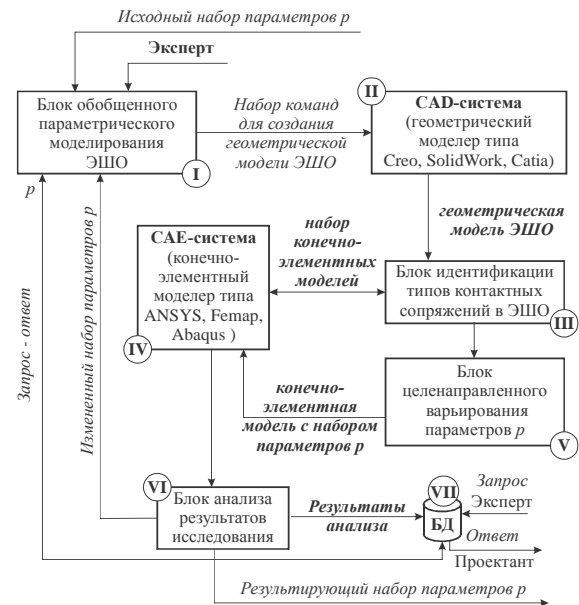 Исходный набор параметров p
Эксперт
Блок обобщенного
параметрического
моделирования
ЭШО
I
Набор команд
для создания
геометрической
модели ЭШО
II
CAD-система
(геометрический
моделер типа
Creo, SolidWork, Catia)
p
геометрическая
модель ЭШО
набор
конечно-
элементных
моделей
CAE-система
(конечно-
элементный
моделер типа
ANSYS, Femap,
Abaqus )
IV
Блок идентификации
типов контактных
сопряжений в ЭШО
III
Запрос - ответ
Измененный набор параметров p
Блок
целенаправленного
варьирования
параметров p
V
конечно-
элементная
модель с набором
параметров p
VI
Блок анализа
результатов
исследования
Результаты
анализа
VII
БД
Запрос
Эксперт
Ответ
Проектант
Результирующий набор параметров p